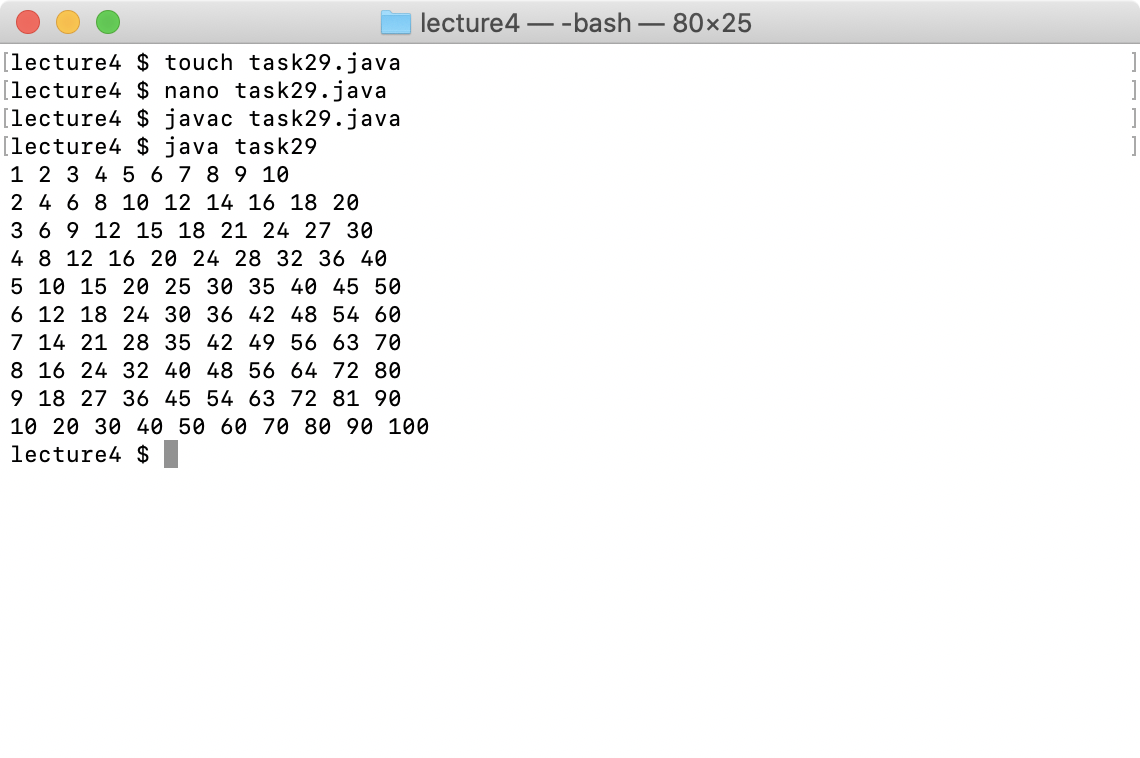 lecture4 — -bash — 80×25
[lecture4 $ touch task29.java ]
[lecture4 $ nano task29.java ]
[lecture4 $ javac task29.java ]
[lecture4 $ java task29 ]
1 2 3 4 5 6 7 8 9 10
2 4 6 8 10 12 14 16 18 20
3 6 9 12 15 18 21 24 27 30
4 8 12 16 20 24 28 32 36 40
5 10 15 20 25 30 35 40 45 50
6 12 18 24 30 36 42 48 54 60
7 14 21 28 35 42 49 56 63 70
8 16 24 32 40 48 56 64 72 80
9 18 27 36 45 54 63 72 81 90
10 20 30 40 50 60 70 80 90 100
lecture4 $